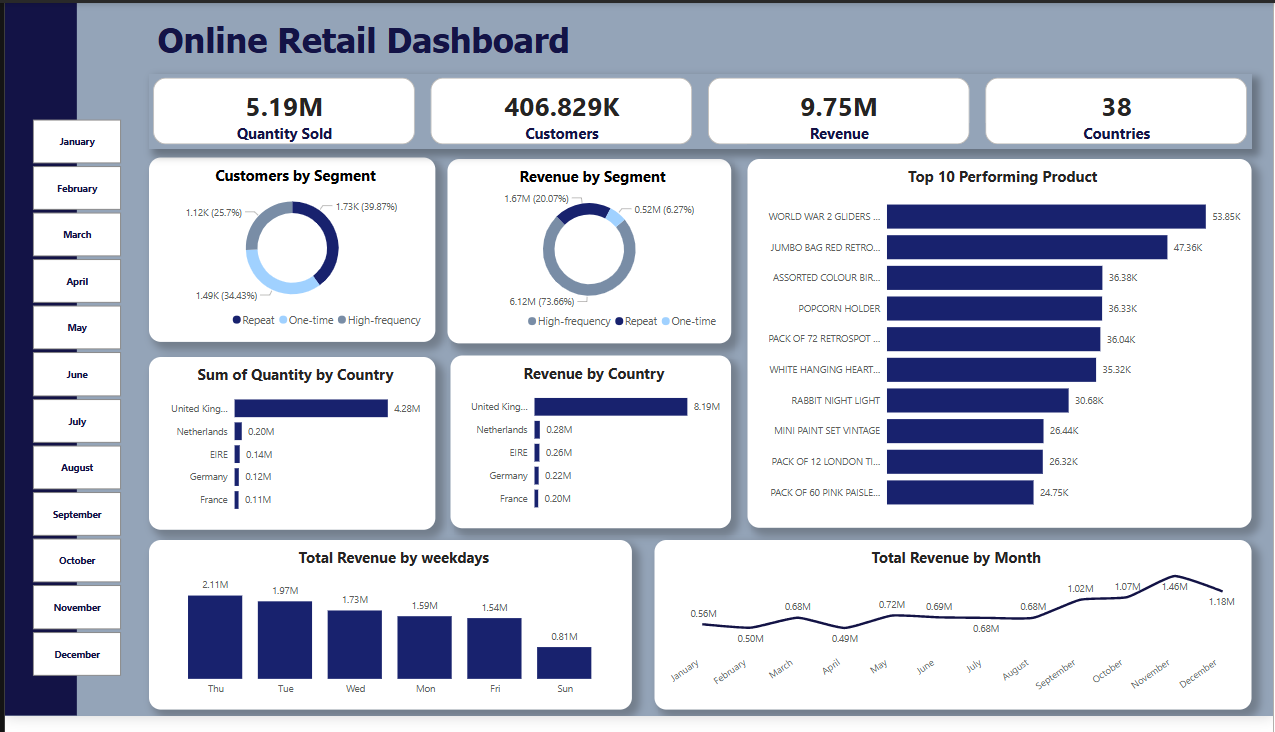 Online Retail Dashboard
5.19M
Quantity Sold
406.829K
Customers
9.75M
Revenue
38
Countries
January
February
March
April
May
June
July
August
September
October
November
December
Customers by Segment
1.12K (25.7%)
1.73K (39.87%)
1.49K (34.43%)
Repeat One-time High-frequency
Revenue by Segment
1.67M (20.07%)
0.52M (6.27%)
6.12M (73.66%)
High-frequency Repeat One-time
Top 10 Performing Product
WORLD WAR 2 GLIDERS ... 53.85K
JUMBO BAG RED RETRO... 47.36K
ASSORTED COLOUR BIR... 36.38K
POPCORN HOLDER 36.33K
PACK OF 72 RETROSPOT ... 36.04K
WHITE HANGING HEART... 35.32K
RABBIT NIGHT LIGHT 30.68K
MINI PAINT SET VINTAGE 26.44K
PACK OF 12 LONDON TI... 26.32K
PACK OF 60 PINK PAISLE... 24.75K
Sum of Quantity by Country
United King... 4.28M
Netherlands 0.20M
EIRE 0.14M
Germany 0.12M
France 0.11M
Revenue by Country
United King... 8.19M
Netherlands 0.28M
EIRE 0.26M
Germany 0.22M
France 0.20M
Total Revenue by weekdays
2.11M 1.97M 1.73M 1.59M 1.54M 0.81M
Thu Tue Wed Mon Fri Sun
Total Revenue by Month
0.56M 0.50M 0.68M 0.49M 0.72M 0.69M 0.68M 0.68M 1.02M 1.07M 1.46M 1.18M
January February March April May June July August September October November December